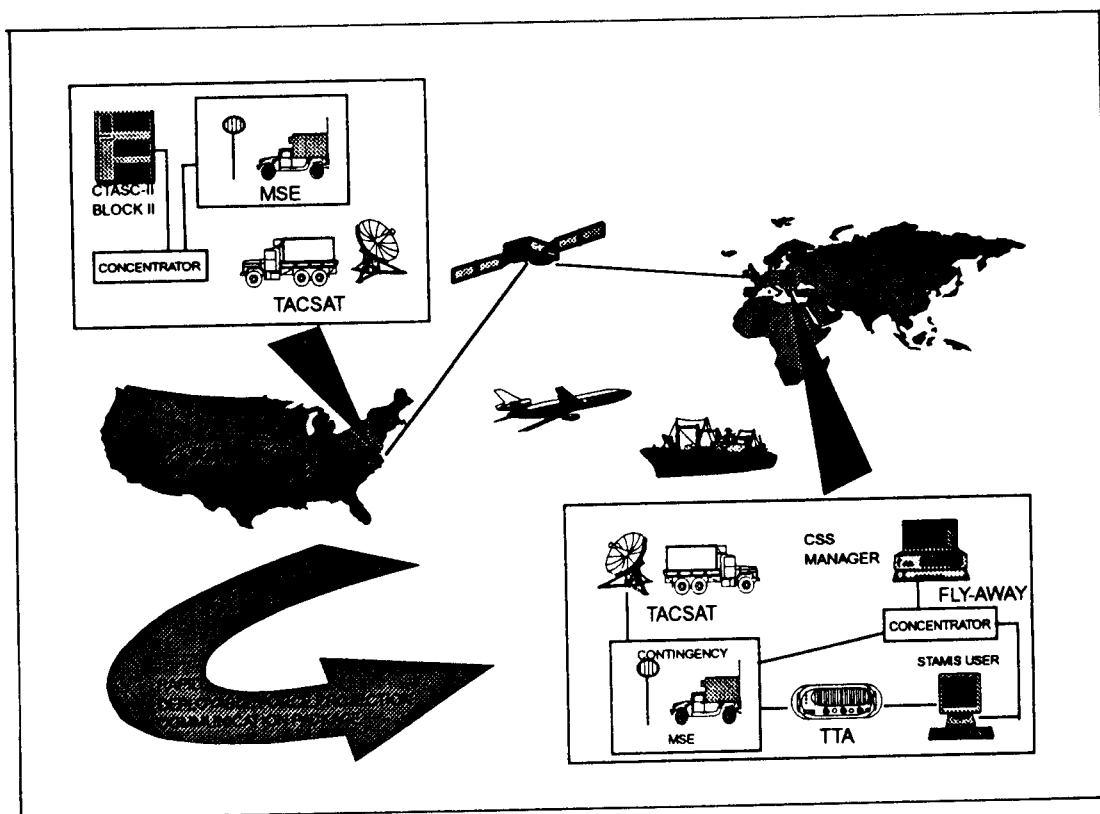 CTASC-II
BLOCK II
MSE
CONCENTRATOR
TACSAT
CSS
MANAGER
FLY-AWAY
TACSAT
CONCENTRATOR
CONTINGENCY
STAMIS USER
MSE
TTA